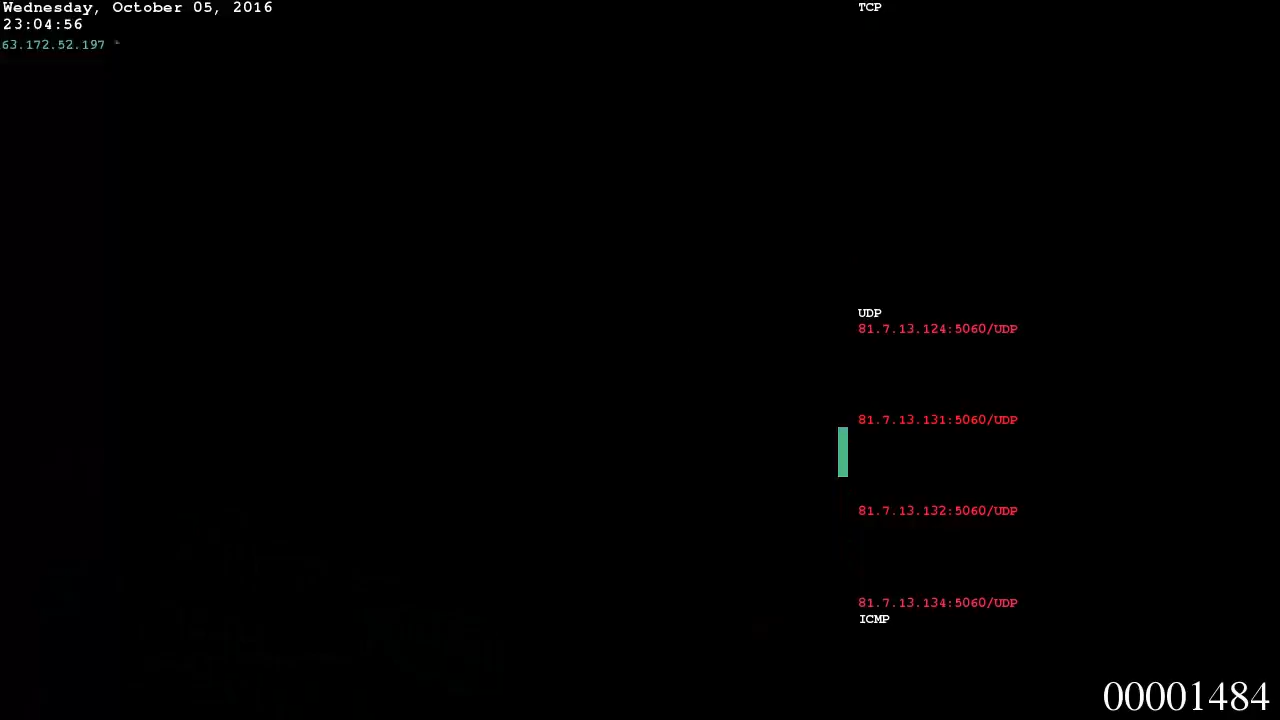 Wednesday, October 05, 2016
23:04:56
63.172.52.197
TCP
UDP
81.7.13.124:5060/UDP
81.7.13.131:5060/UDP
81.7.13.132:5060/UDP
81.7.13.134:5060/UDP
ICMP
00001484